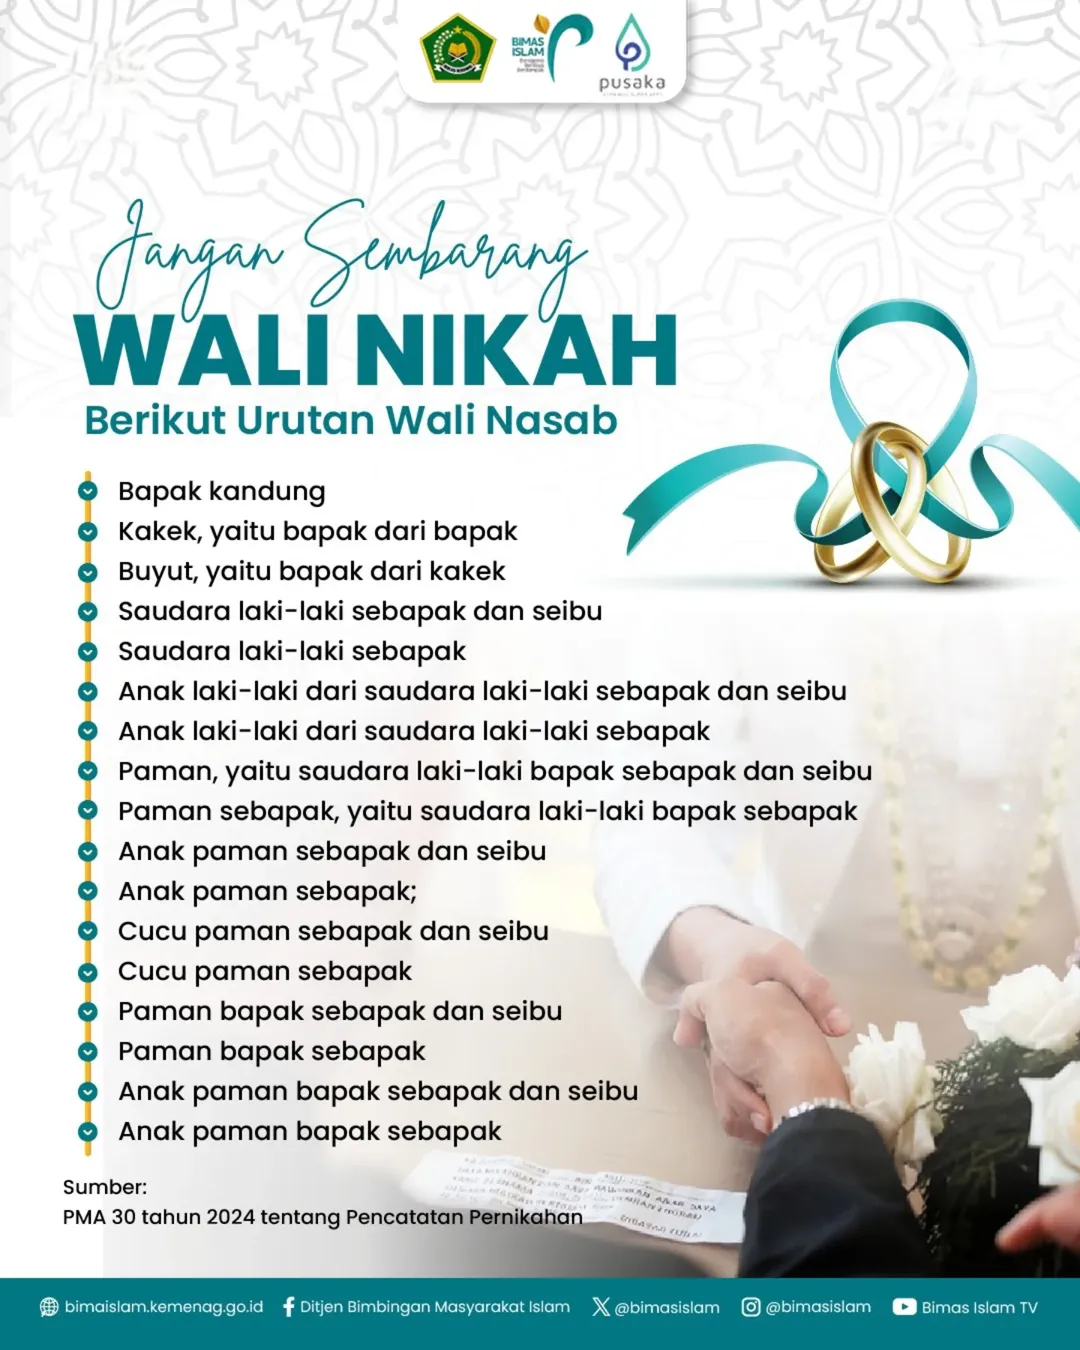 BIMAS
ISLAM
pusaka
Jangan Sembarang
WALI NIKAH
Berikut Urutan Wali Nasab
Bapak kandung
Kakek, yaitu bapak dari bapak
Buyut, yaitu bapak dari kakek
Saudara laki-laki sebapak dan seibu
Saudara laki-laki sebapak
Anak laki-laki dari saudara laki-laki sebapak dan seibu
Anak laki-laki dari saudara laki-laki sebapak
Paman, yaitu saudara laki-laki bapak sebapak dan seibu
Paman sebapak, yaitu saudara laki-laki bapak sebapak
Anak paman sebapak dan seibu
Anak paman sebapak;
Cucu paman sebapak dan seibu
Cucu paman sebapak
Paman bapak sebapak dan seibu
Paman bapak sebapak
Anak paman bapak sebapak dan seibu
Anak paman bapak sebapak
Sumber:
PMA 30 tahun 2024 tentang Pencatatan Pernikahan
bimaislam.kemenag.go.id Ditjen Bimbingan Masyarakat Islam @bimasislam @bimasislam Bimas Islam TV